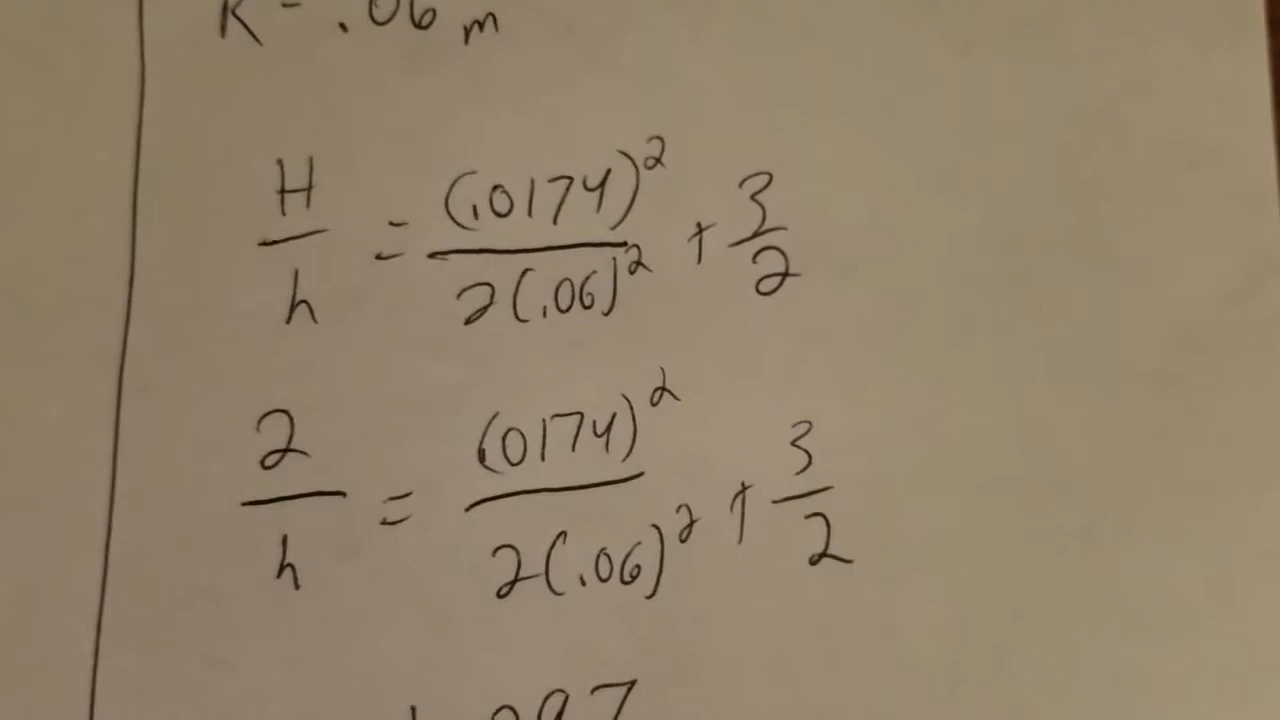 R = .06 m
H/h = (.0174)²/2(.06)² + 3/2
2/h = (.0174)²/2(.06)² + 3/2